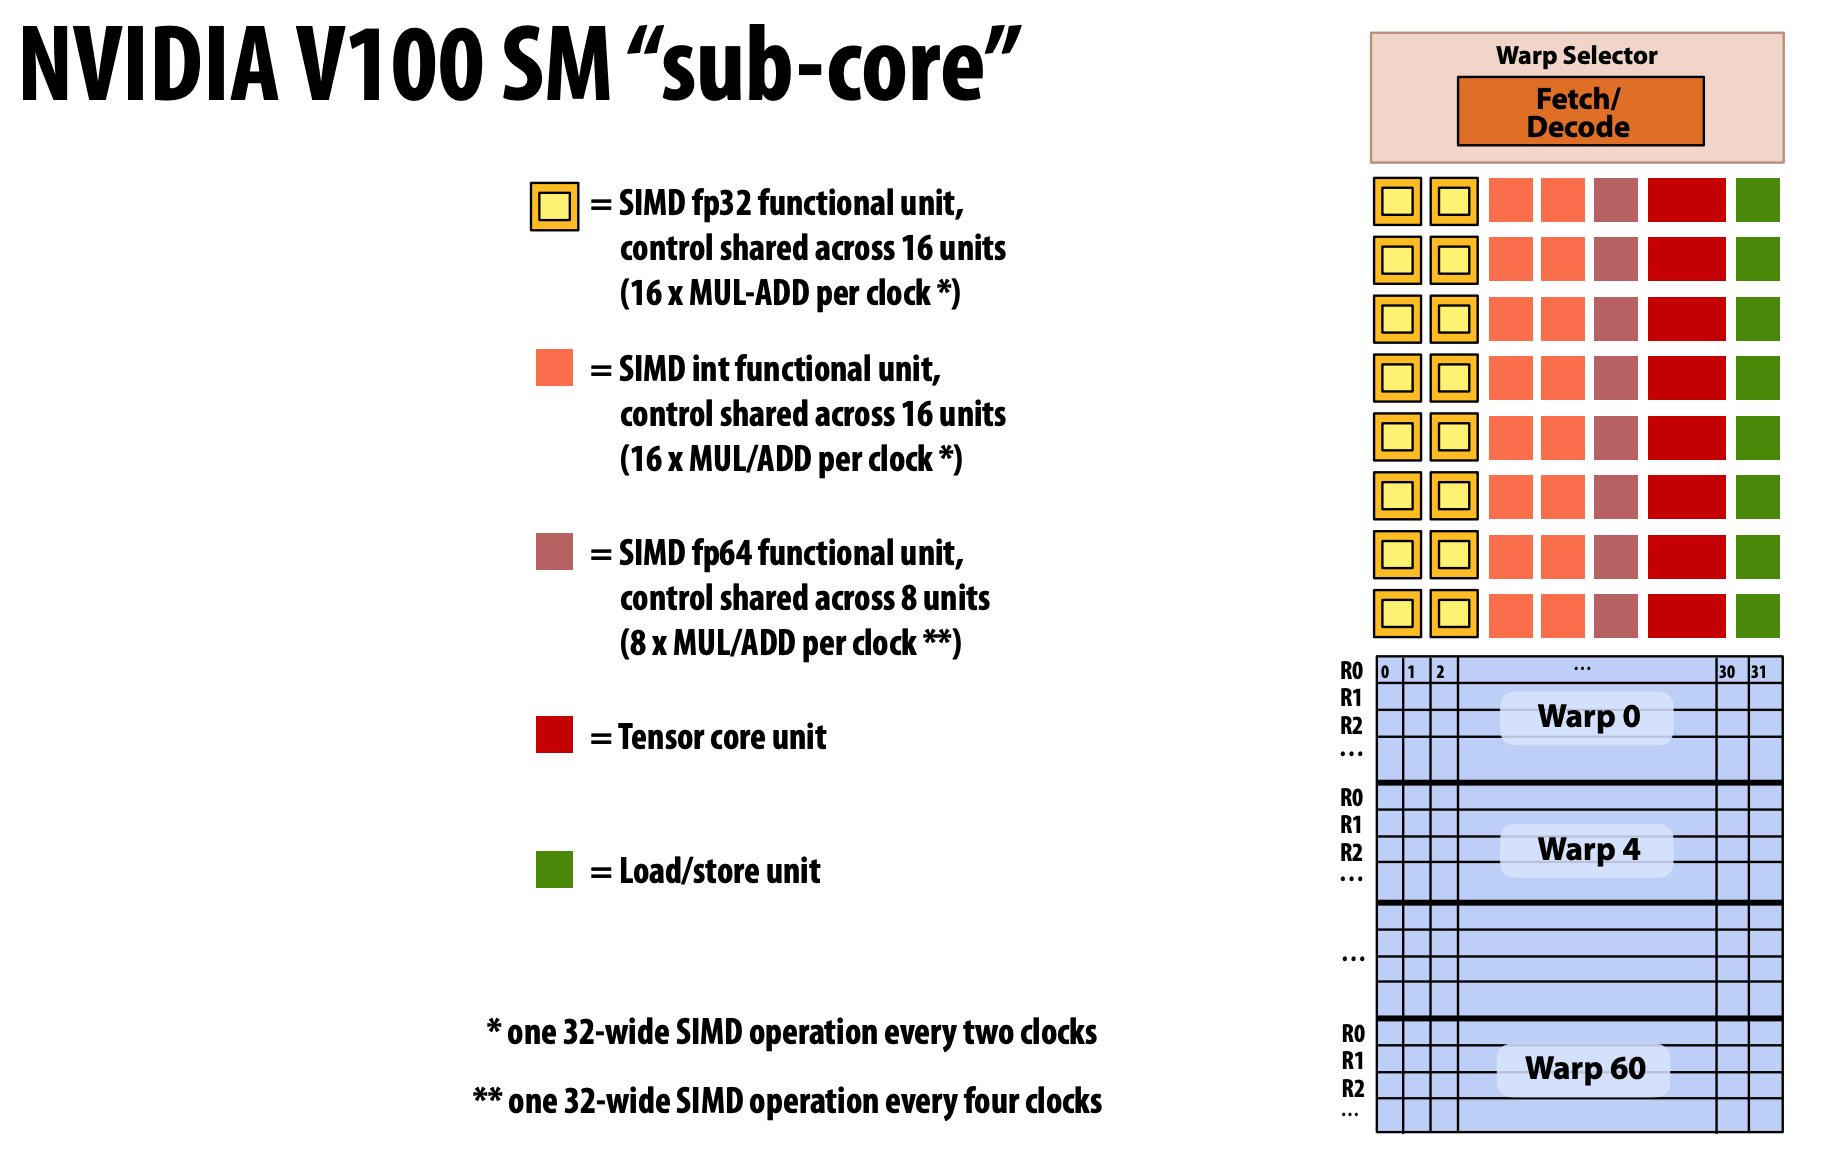 NVIDIA V100 SM “sub-core”
= SIMD fp32 functional unit,
control shared across 16 units
(16 x MUL-ADD per clock *)
= SIMD int functional unit,
control shared across 16 units
(16 x MUL/ADD per clock *)
= SIMD fp64 functional unit,
control shared across 8 units
(8 x MUL/ADD per clock **)
= Tensor core unit
= Load/store unit
* one 32-wide SIMD operation every two clocks
** one 32-wide SIMD operation every four clocks
Warp Selector
Fetch/
Decode
R0 0 1 2 ... 30 31
R1
Warp 0
R2
...
R0
R1
Warp 4
R2
...
...
R0
R1
Warp 60
R2
...